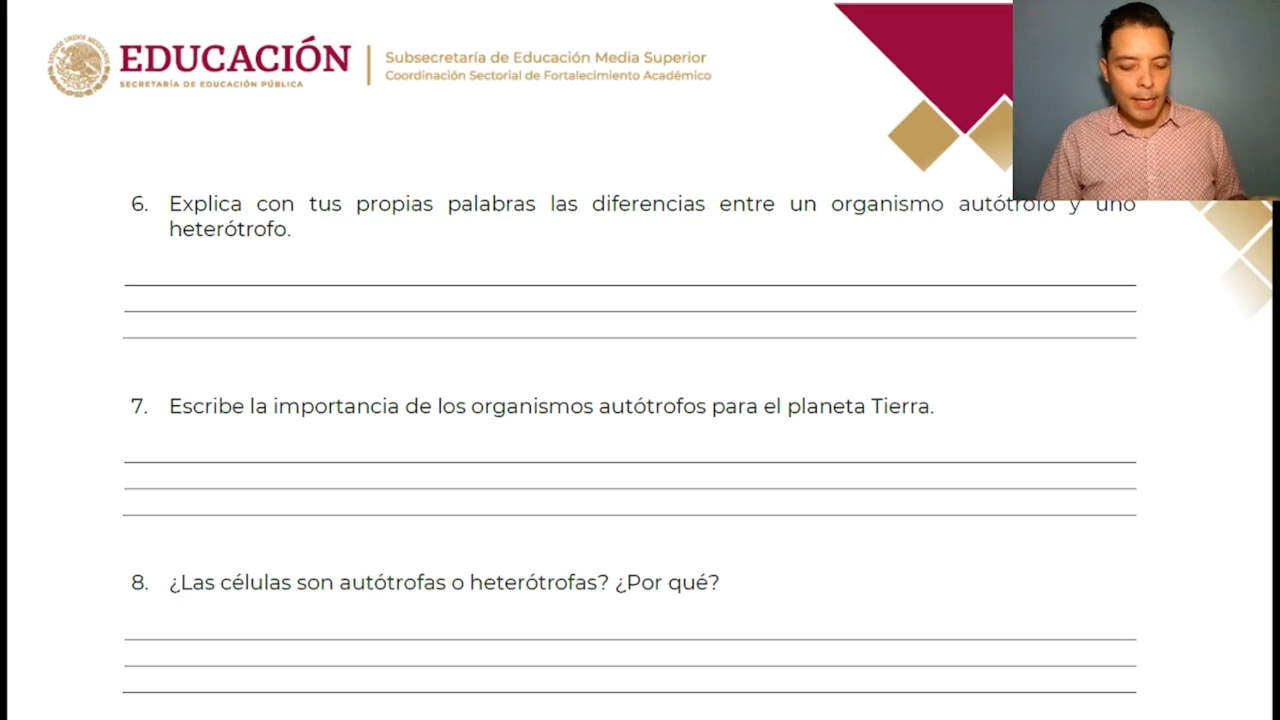 EDUCACIÓN
SECRETARÍA DE EDUCACIÓN PÚBLICA
Subsecretaría de Educación Media Superior
Coordinación Sectorial de Fortalecimiento Académico
6. Explica con tus propias palabras las diferencias entre un organismo autótrofo y uno
heterótrofo.
7. Escribe la importancia de los organismos autótrofos para el planeta Tierra.
8. ¿Las células son autótrofas o heterótrofas? ¿Por qué?